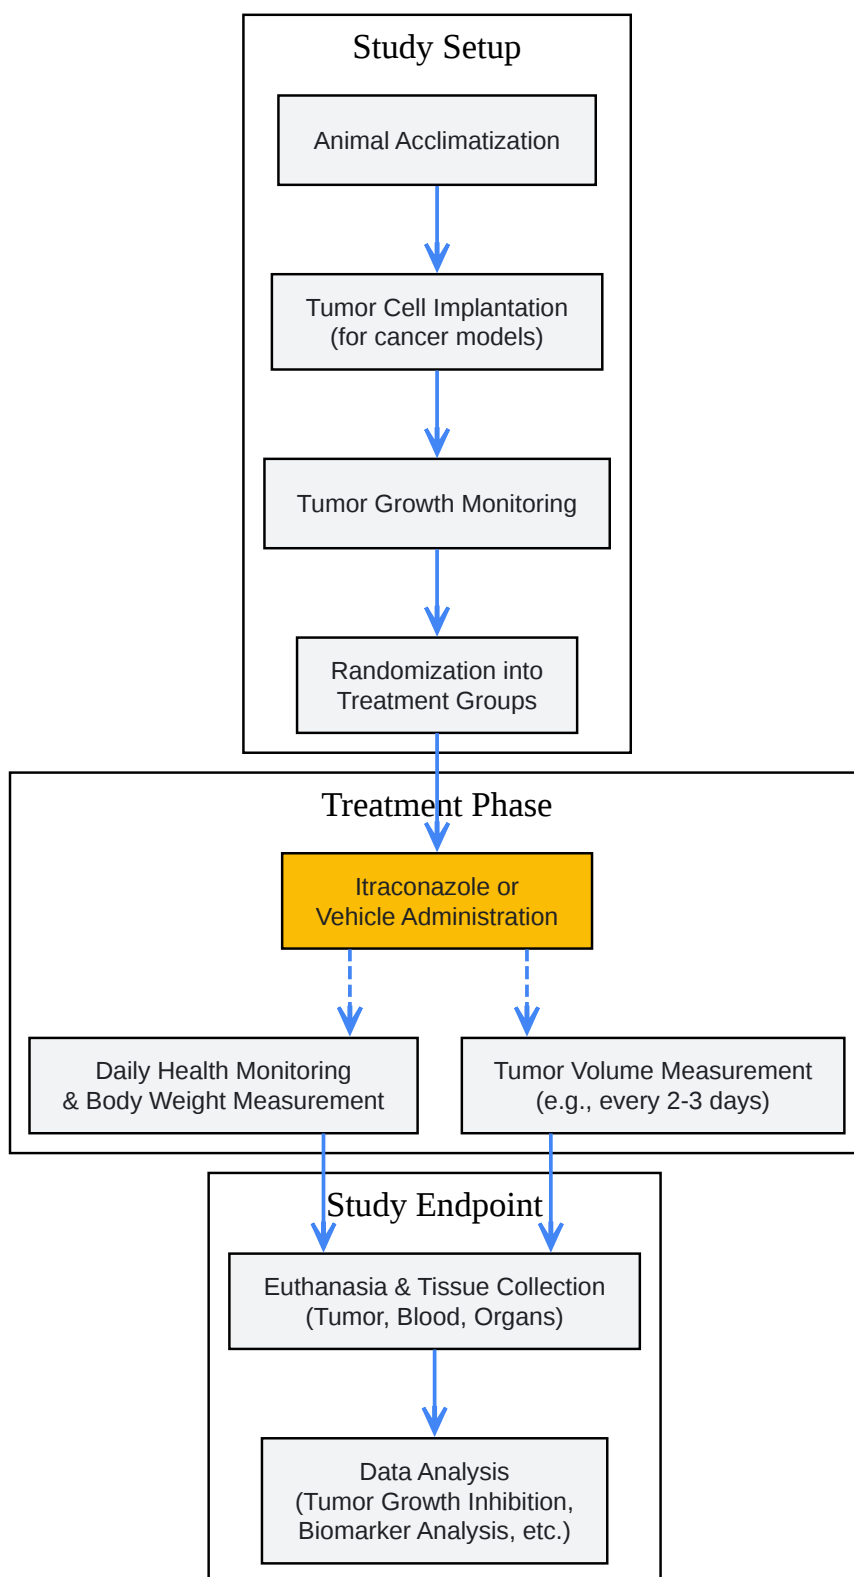 Study Setup
Animal Acclimatization
Tumor Cell Implantation
(for cancer models)
Tumor Growth Monitoring
Randomization into
Treatment Groups
Treatment Phase
Itraconazole or
Vehicle Administration
Daily Health Monitoring
& Body Weight Measurement
Tumor Volume Measurement
(e.g., every 2-3 days)
Study Endpoint
Euthanasia & Tissue Collection
(Tumor, Blood, Organs)
Data Analysis
(Tumor Growth Inhibition,
Biomarker Analysis, etc.)